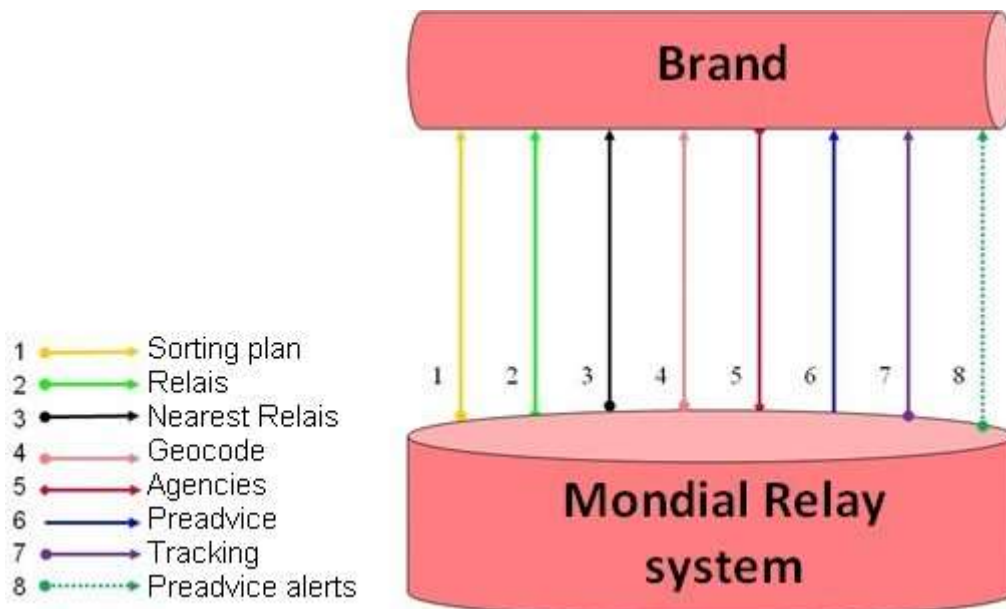 Brand
1 2 3 4 5 6 7 8
1 Sorting plan
2 Relais
3 Nearest Relais
4 Geocode
5 Agencies
6 Preadvice
7 Tracking
8 Preadvice alerts
Mondial Relay
system